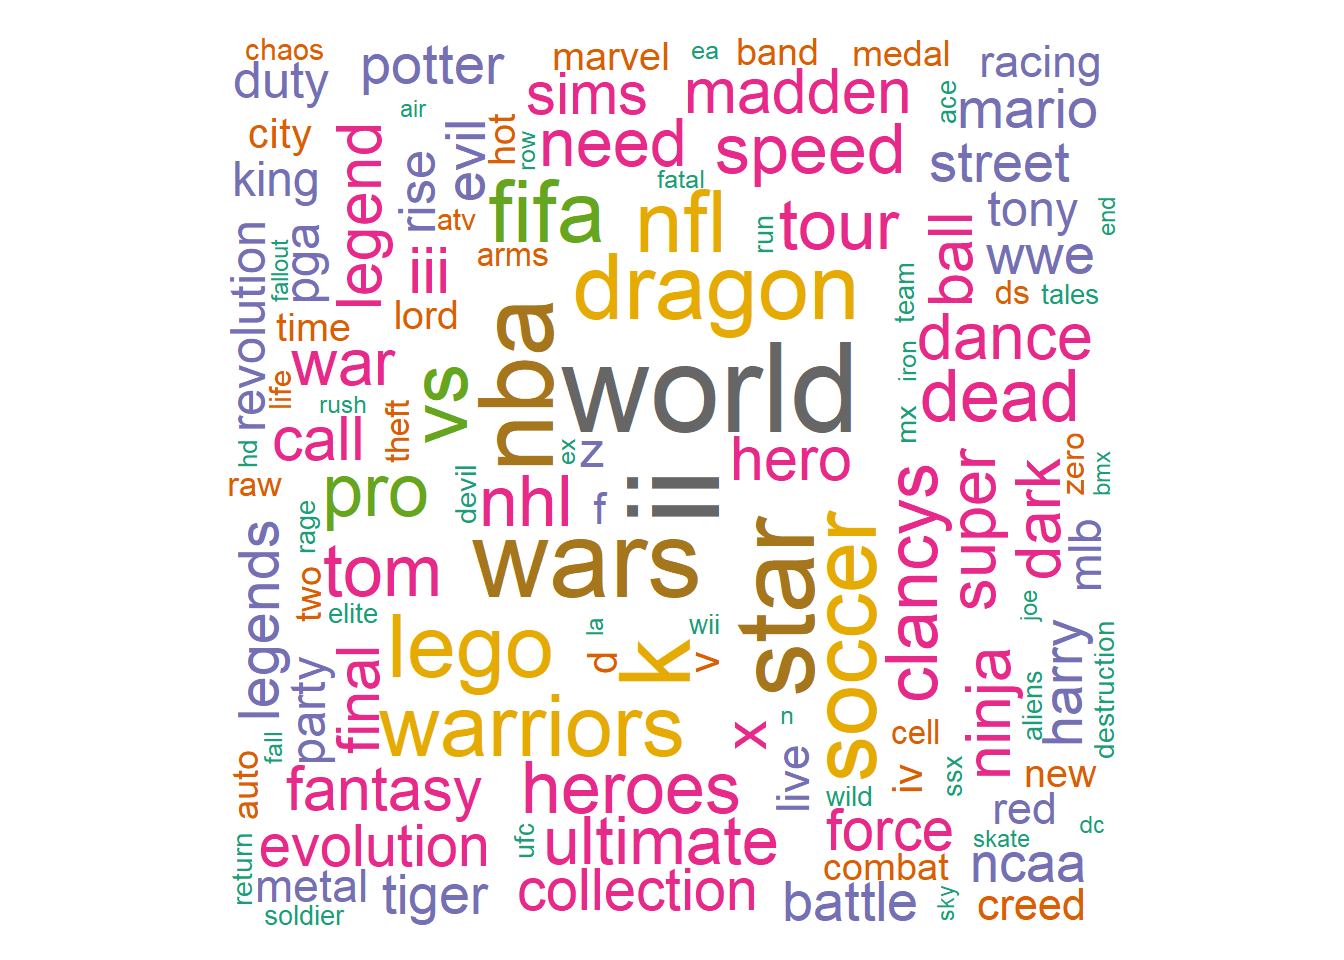 chaos
duty
potter
marvel
ea
band
medal
racing
sims
madden
ace
mario
air
city
legend
evil
hot
row
need
speed
street
king
rise
fatal
fifa
nfl
run
tour
ball
tony
end
atv
arms
iii
wwe
revolution
fallout
pga
dragon
team
ds
tales
time
lord
nba
world
iron
dance
war
life
rush
vs
dead
call
theft
mx
hd
ex
z
hero
zero
bmx
raw
pro
devil
nhl
f
ii
clancys
super
dark
mlb
rage
legends
two
tom
wars
star
soccer
elite
la
wii
joe
harry
lego
d
k
v
ninja
aliens
destruction
party
final
warriors
x
n
cell
fall
auto
fantasy
heroes
live
wild
iv
ssx
new
red
dc
return
evolution
ufc
ultimate
force
skate
combat
ncaa
metal
tiger
collection
battle
sky
creed
soldier